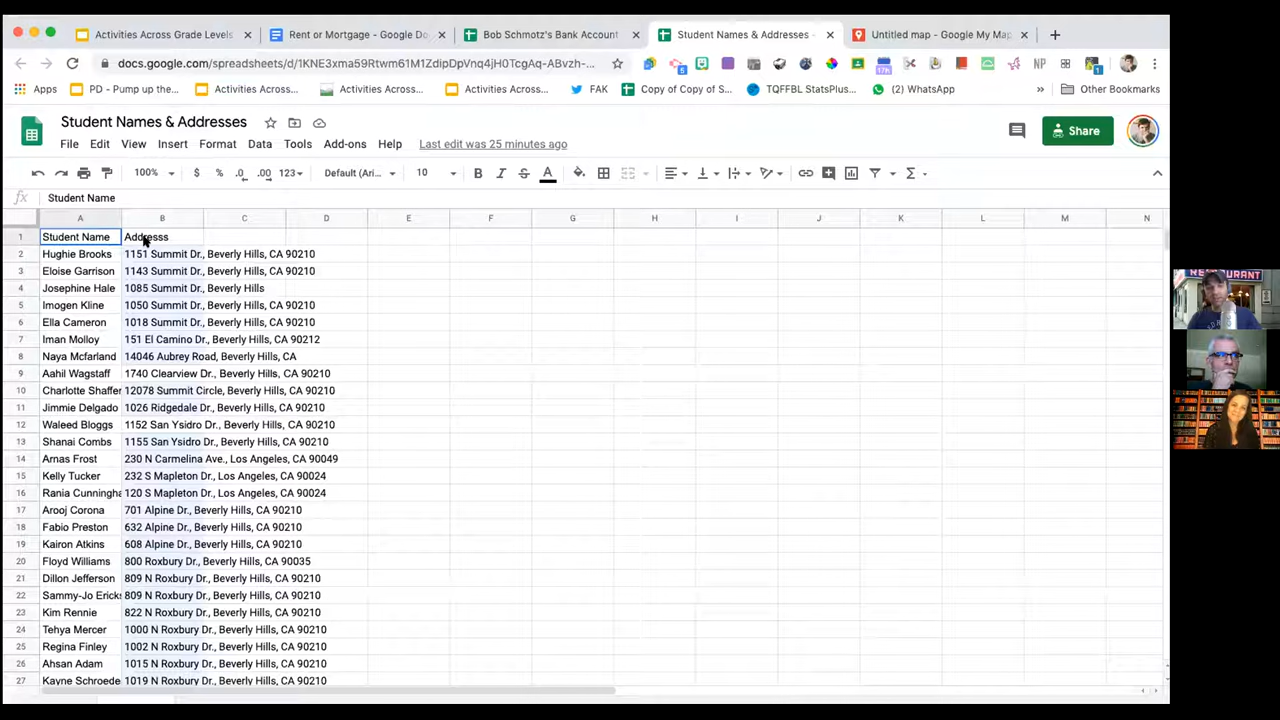 Activities Across Grade Levels × Rent or Mortgage - Google Do × Bob Schmotz's Bank Account × Student Names & Addresses - × Untitled map - Google My Map × +
docs.google.com/spreadsheets/d/1KNE3xma59Rtwm61M1ZdipDpVnq4jH0TcgAq-ABvzh-...
Apps PD - Pump up the... Activities Across... Activities Across... Activities Across... FAK Copy of Copy of S... TQFFBL StatsPlus... (2) WhatsApp » Other Bookmarks
Student Names & Addresses
File Edit View Insert Format Data Tools Add-ons Help Last edit was 25 minutes ago
Share
100% $ % .0 .00 123 Default (Ari... 10 B I S A
fx Student Name
A B C D E F G H I J K L M N
1 Student Name Addresss
2 Hughie Brooks 1151 Summit Dr., Beverly Hills, CA 90210
3 Eloise Garrison 1143 Summit Dr., Beverly Hills, CA 90210
4 Josephine Hale 1085 Summit Dr., Beverly Hills
5 Imogen Kline 1050 Summit Dr., Beverly Hills, CA 90210
6 Ella Cameron 1018 Summit Dr., Beverly Hills, CA 90210
7 Iman Molloy 151 El Camino Dr., Beverly Hills, CA 90212
8 Naya Mcfarland 14046 Aubrey Road, Beverly Hills, CA
9 Aahil Wagstaff 1740 Clearview Dr., Beverly Hills, CA 90210
10 Charlotte Shaffer 12078 Summit Circle, Beverly Hills, CA 90210
11 Jimmie Delgado 1026 Ridgedale Dr., Beverly Hills, CA 90210
12 Waleed Bloggs 1152 San Ysidro Dr., Beverly Hills, CA 90210
13 Shanai Combs 1155 San Ysidro Dr., Beverly Hills, CA 90210
14 Arnas Frost 230 N Carmelina Ave., Los Angeles, CA 90049
15 Kelly Tucker 232 S Mapleton Dr., Los Angeles, CA 90024
16 Rania Cunningha 120 S Mapleton Dr., Los Angeles, CA 90024
17 Arooj Corona 701 Alpine Dr., Beverly Hills, CA 90210
18 Fabio Preston 632 Alpine Dr., Beverly Hills, CA 90210
19 Kairon Atkins 608 Alpine Dr., Beverly Hills, CA 90210
20 Floyd Williams 800 Roxbury Dr., Beverly Hills, CA 90035
21 Dillon Jefferson 809 N Roxbury Dr., Beverly Hills, CA 90210
22 Sammy-Jo Ericks 809 N Roxbury Dr., Beverly Hills, CA 90210
23 Kim Rennie 822 N Roxbury Dr., Beverly Hills, CA 90210
24 Tehya Mercer 1000 N Roxbury Dr., Beverly Hills, CA 90210
25 Regina Finley 1002 N Roxbury Dr., Beverly Hills, CA 90210
26 Ahsan Adam 1015 N Roxbury Dr., Beverly Hills, CA 90210
27 Kayne Schroede 1019 N Roxbury Dr., Beverly Hills, CA 90210
RESTAURANT